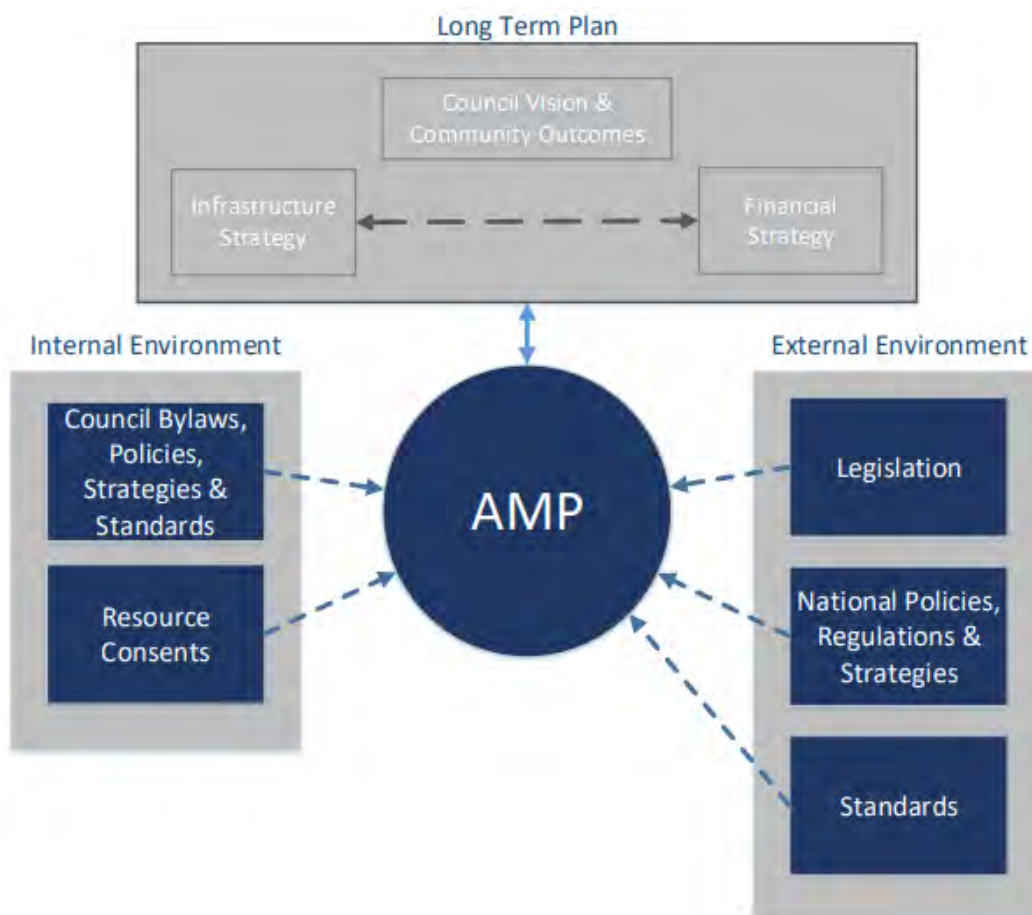 Long Term Plan
Council Vision &
Community Outcomes
Infrastructure
Strategy
Financial
Strategy
Internal Environment
Council Bylaws,
Policies,
Strategies &
Standards
Resource
Consents
AMP
External Environment
Legislation
National Policies,
Regulations &
Strategies
Standards